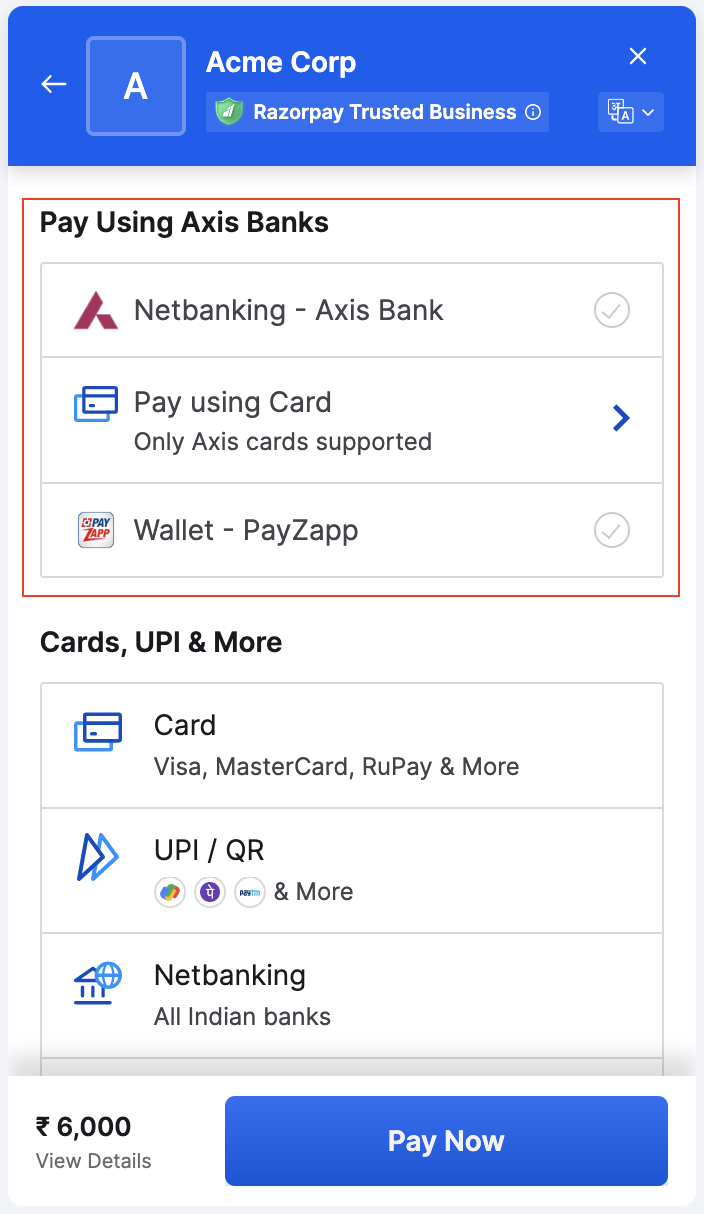 A
Acme Corp
Razorpay Trusted Business
Pay Using Axis Banks
Netbanking - Axis Bank
Pay using Card
Only Axis cards supported
PAY
ZAPP
Wallet - PayZapp
Cards, UPI & More
Card
Visa, MasterCard, RuPay & More
UPI / QR
पे paytm & More
Netbanking
All Indian banks
₹ 6,000
View Details
Pay Now